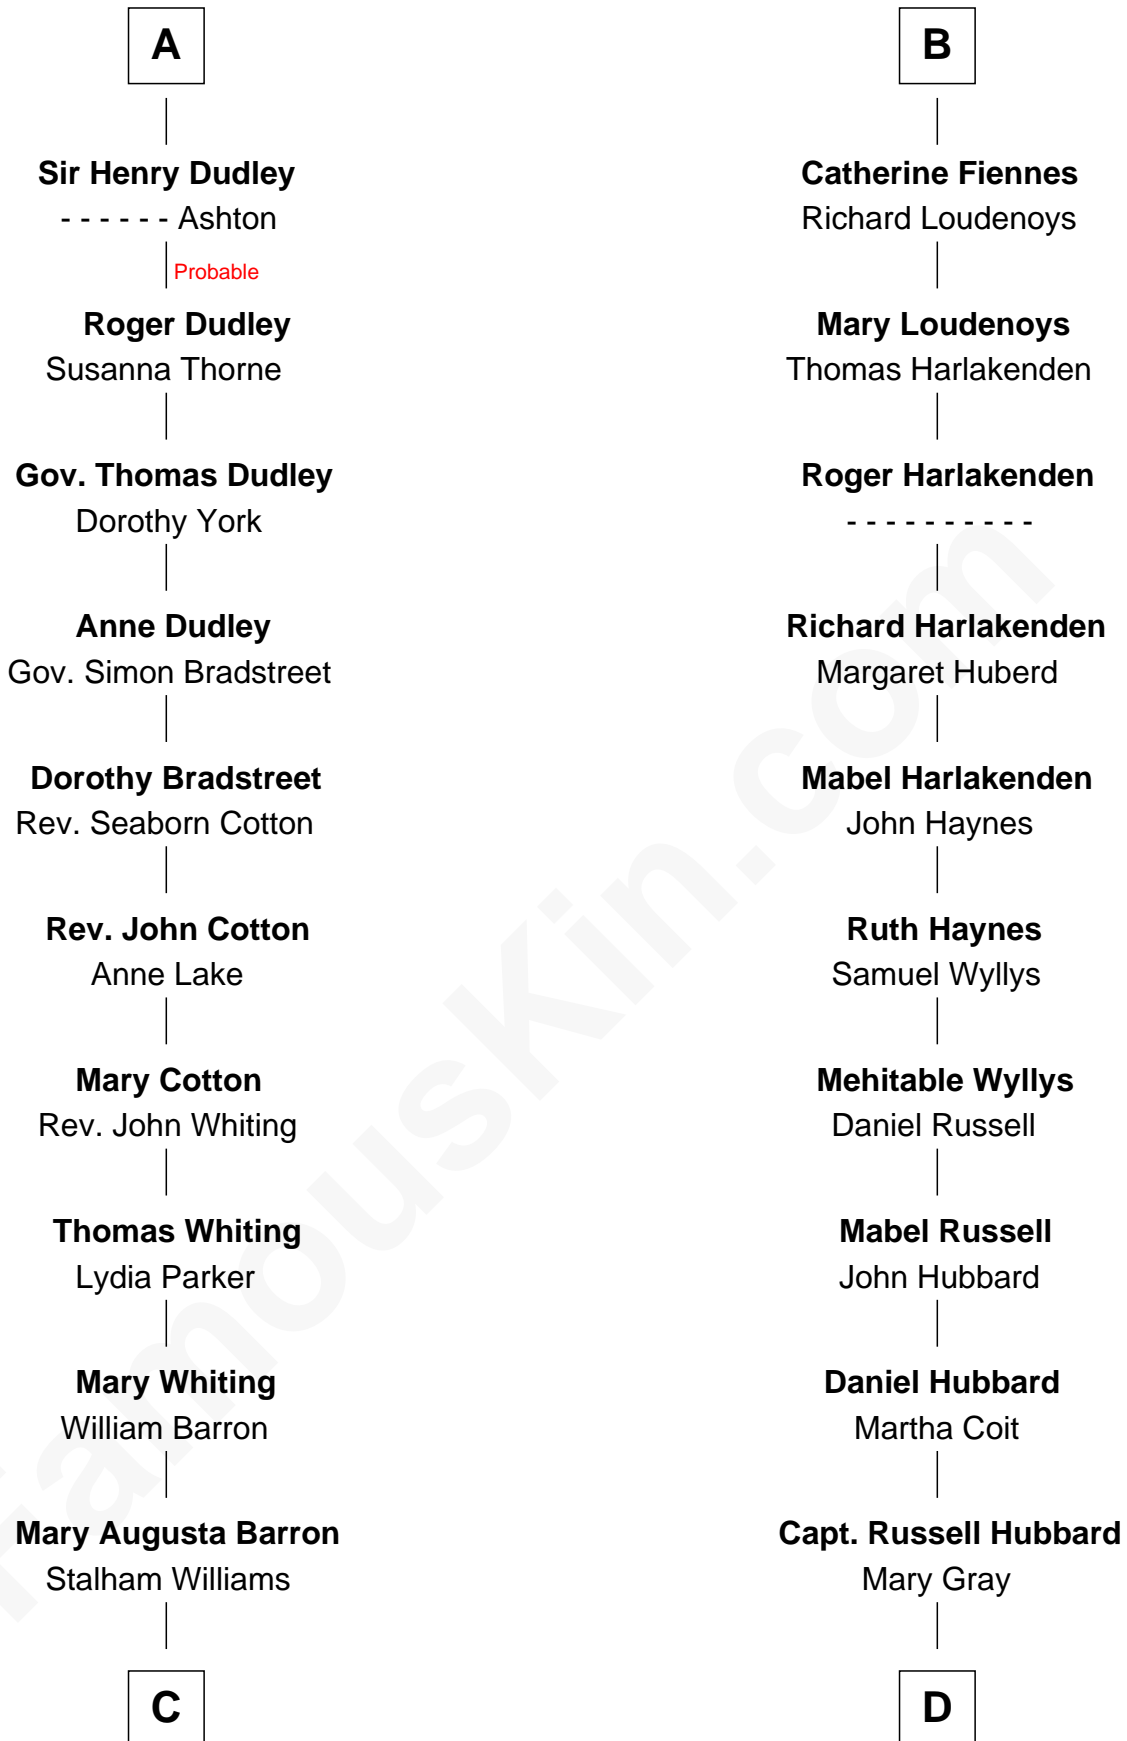 A
Sir Henry Dudley
- - - - - - Ashton
Probable
Roger Dudley
Susanna Thorne
Gov. Thomas Dudley
Dorothy York
Anne Dudley
Gov. Simon Bradstreet
Dorothy Bradstreet
Rev. Seaborn Cotton
Rev. John Cotton
Anne Lake
Mary Cotton
Rev. John Whiting
Thomas Whiting
Lydia Parker
Mary Whiting
William Barron
Mary Augusta Barron
Stalham Williams
C
B
Catherine Fiennes
Richard Loudenoys
Mary Loudenoys
Thomas Harlakenden
Roger Harlakenden
- - - - - - - - - -
Richard Harlakenden
Margaret Huberd
Mabel Harlakenden
John Haynes
Ruth Haynes
Samuel Wyllys
Mehitable Wyllys
Daniel Russell
Mabel Russell
John Hubbard
Daniel Hubbard
Martha Coit
Capt. Russell Hubbard
Mary Gray
D
FamousKin.com